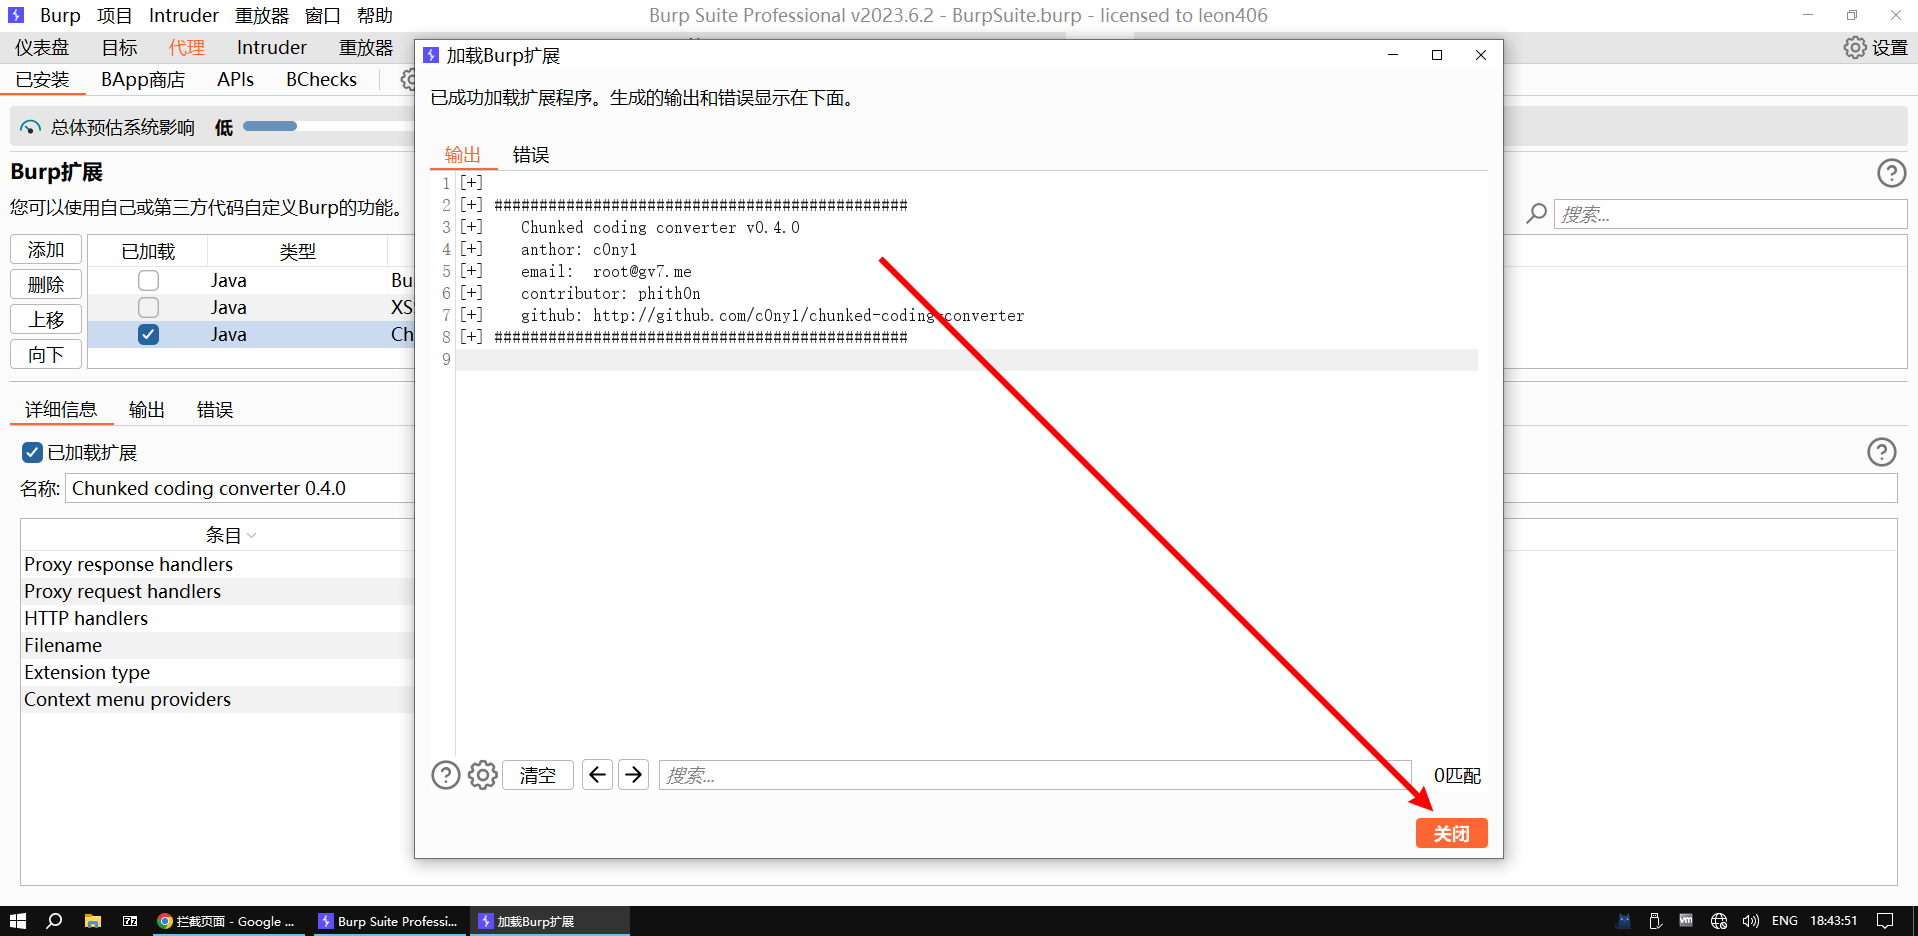 Burp 项目 Intruder 重放器 窗口 帮助 Burp Suite Professional v2023.6.2 - BurpSuite.burp - licensed to leon406
仪表盘 目标 代理 Intruder 重放器 设置
已安装 BApp商店 APIs BChecks
总体预估系统影响 低
Burp扩展
您可以使用自己或第三方代码自定义Burp的功能。
搜索...
添加 已加载 类型
删除 Java Bu
Java XS
上移
Java Ch
向下
详细信息 输出 错误
已加载扩展
名称: Chunked coding converter 0.4.0
条目
Proxy response handlers
Proxy request handlers
HTTP handlers
Filename
Extension type
Context menu providers
加载Burp扩展
已成功加载扩展程序。生成的输出和错误显示在下面。
输出 错误
1 [+]
2 [+] ##############################################
3 [+] Chunked coding converter v0.4.0
4 [+] anthor: c0ny1
5 [+] email: root@gv7.me
6 [+] contributor: phith0n
7 [+] github: http://github.com/c0ny1/chunked-coding-converter
8 [+] ##############################################
9
清空 搜索... 0匹配
关闭
拦截页面 - Google ... Burp Suite Professi... 加载Burp扩展 ENG 18:43:51